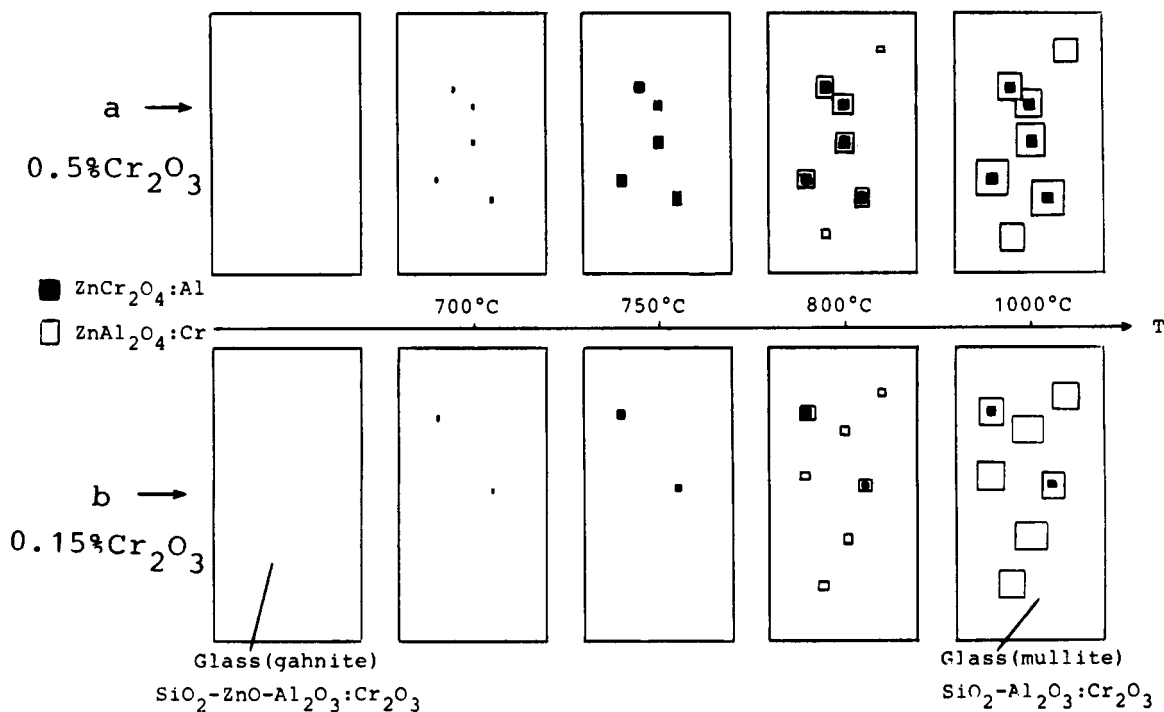 a
0.5%Cr₂O₃
ZnCr₂O₄:Al
700°C 750°C 800°C 1000°C
T
ZnAl₂O₄:Cr
b
0.15%Cr₂O₃
Glass(gahnite)
SiO₂-ZnO-Al₂O₃:Cr₂O₃
Glass(mullite)
SiO₂-Al₂O₃:Cr₂O₃